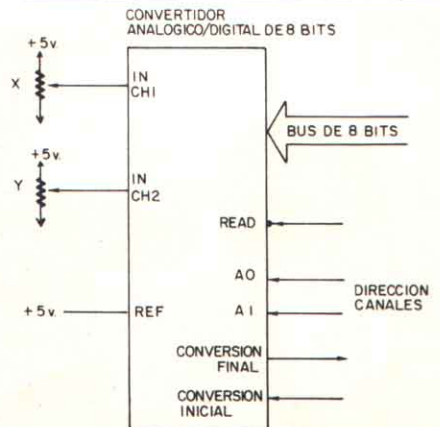 CONVERTIDOR
ANALOGICO/DIGITAL DE 8 BITS
+5v.
X
IN
CH1
BUS DE 8 BITS
+5v.
Y
IN
CH2
READ
A0
DIRECCION
CANALES
+5v.
REF
A1
CONVERSION
FINAL
CONVERSION
INICIAL